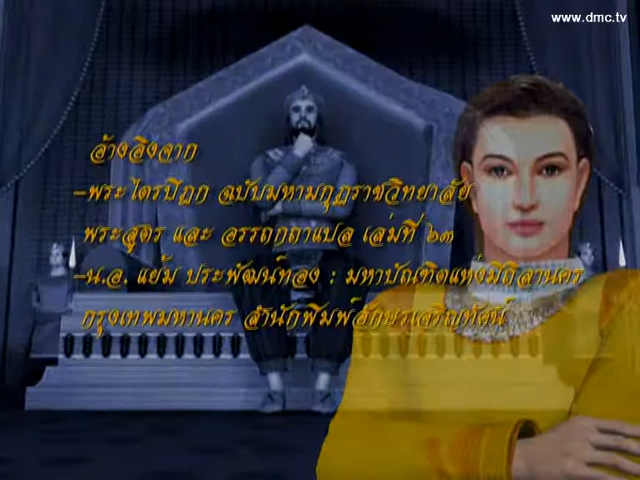 www.dmc.tv
อ้างอิงจาก
-พระไตรปิฎก ฉบับมหามกุฏราชวิทยาลัย
พระสูตร และ อรรถกถาแปล เล่มที่ ๖๓
-น.อ. แย้ม ประพัฒน์ทอง : มหาบัณฑิตแห่งมิถิลานคร
กรุงเทพมหานคร สำนักพิมพ์อักษรเจริญทัศน์